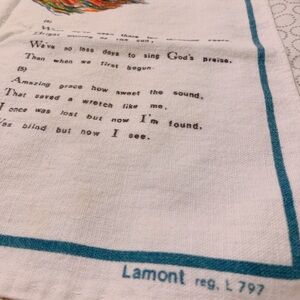 (4)
We've no less days to sing God's praise,
Than when we first begun.
(5)
Amazing grace how sweet the sound,
That saved a wretch like me,
I once was lost but now I'm found,
Was blind but now I see.
Lamont reg. L 797